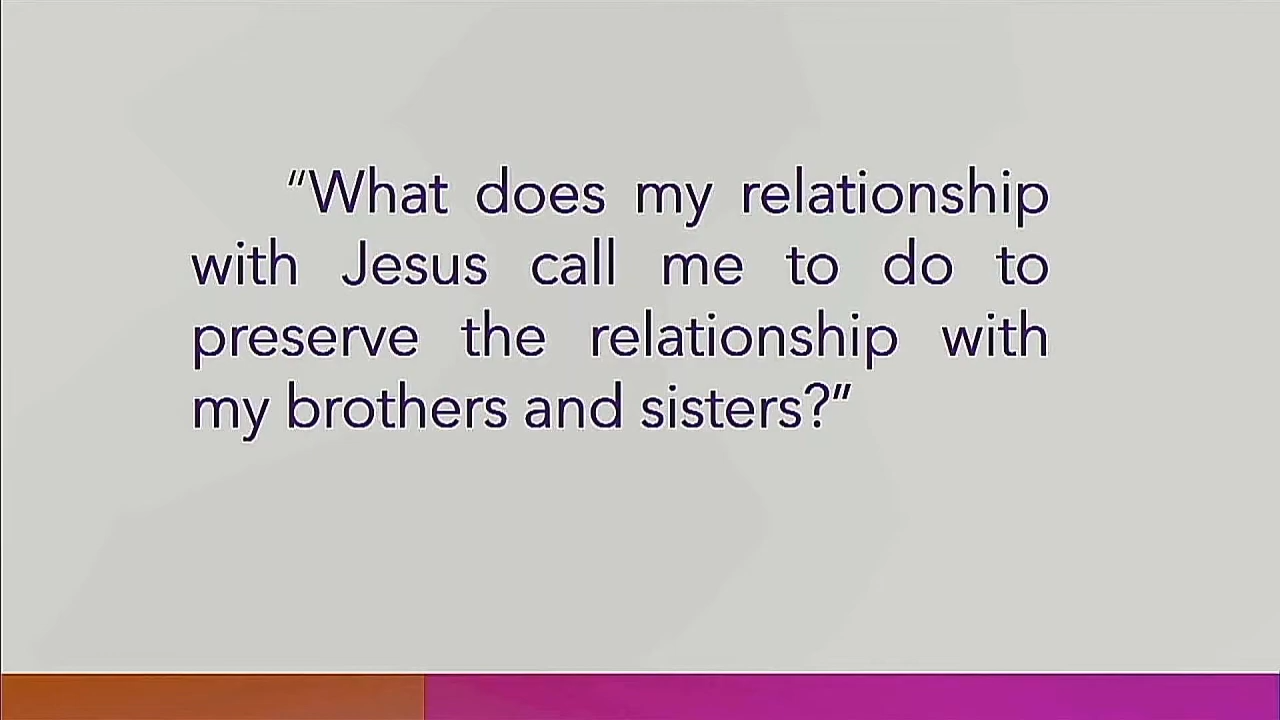 “What does my relationship
with Jesus call me to do to
preserve the relationship with
my brothers and sisters?”